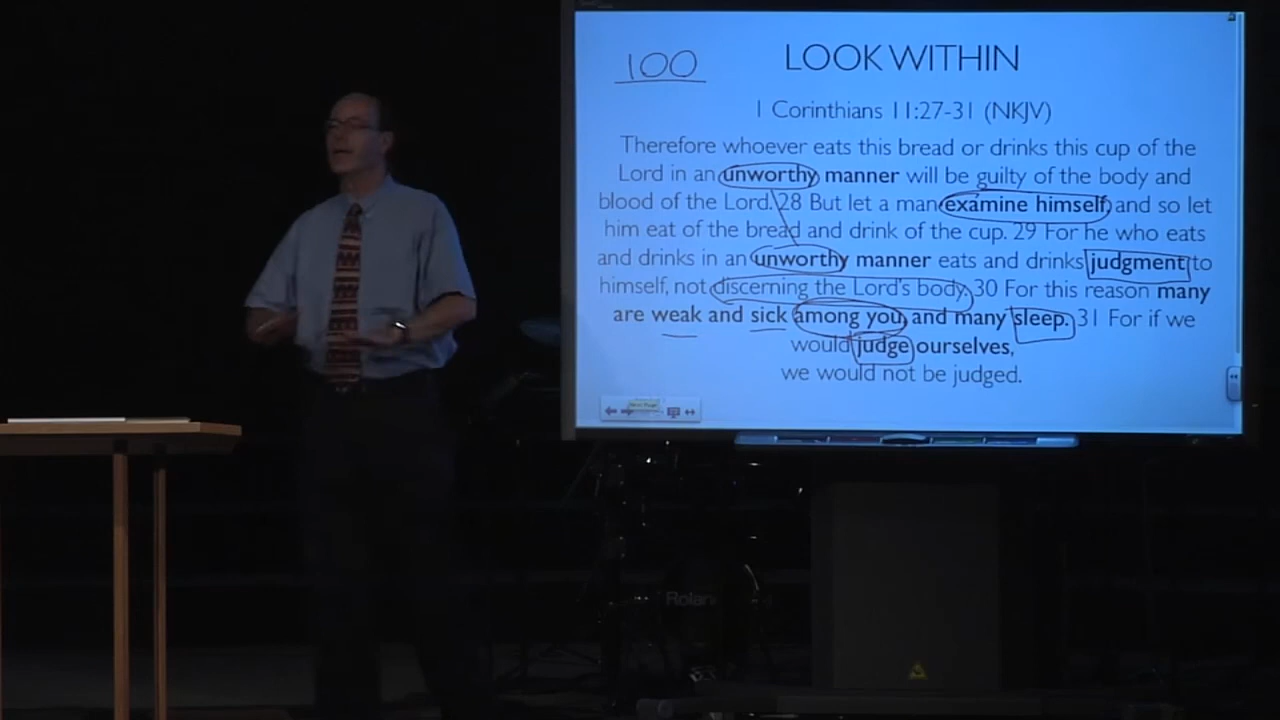 100
LOOK WITHIN
1 Corinthians 11:27-31 (NKJV)
Therefore whoever eats this bread or drinks this cup of the
Lord in an unworthy manner will be guilty of the body and
blood of the Lord. 28 But let a man examine himself, and so let
him eat of the bread and drink of the cup. 29 For he who eats
and drinks in an unworthy manner eats and drinks judgment to
himself, not discerning the Lord's body. 30 For this reason many
are weak and sick among you, and many sleep. 31 For if we
would judge ourselves,
we would not be judged.
Next Page
Roland